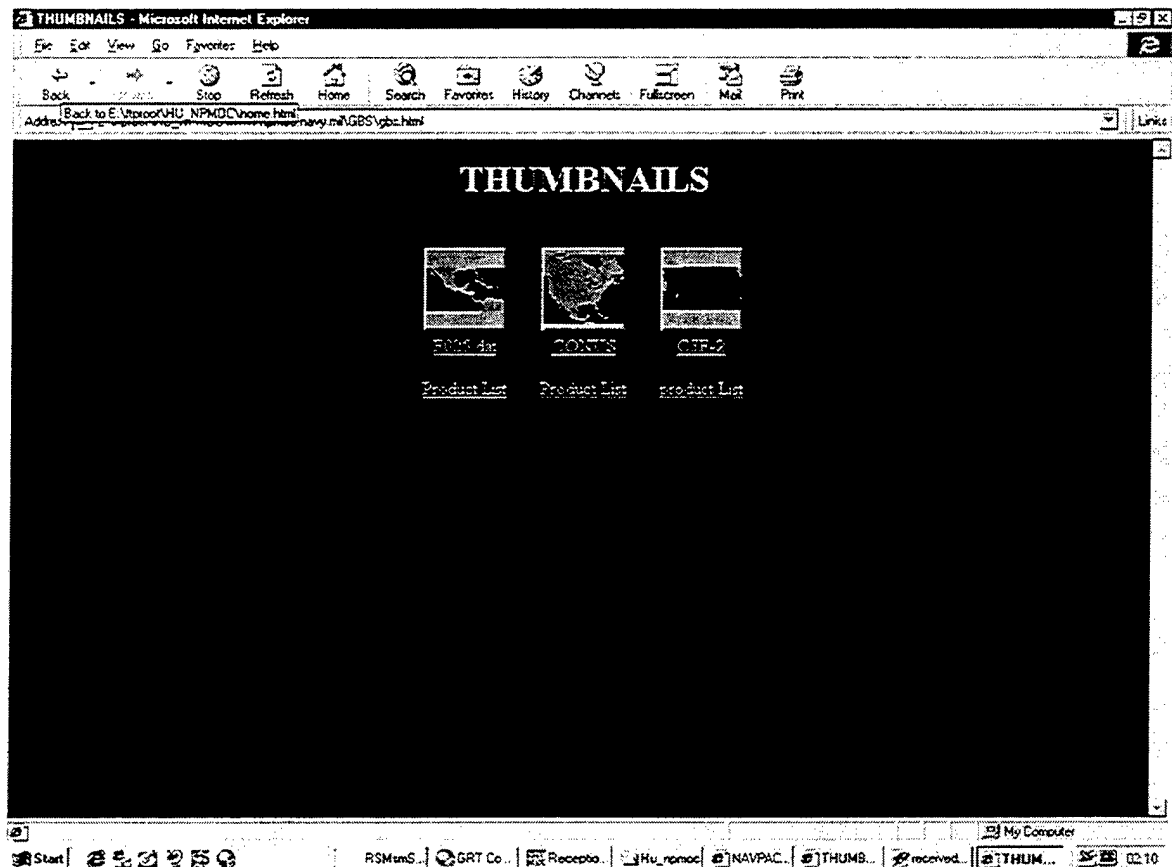 THUMBNAILS - Microsoft Internet Explorer
File Edit View Go Favorites Help
Back Stop Refresh Home Search Favorites History Channels Fullscreen Mail Print
Back to E:\ftproot\HU_NPMOC\home.html
navy.mil\GBS\gbs.html
Links
THUMBNAILS
CONUS
Product List Product List product List
My Computer
Start RSMsmS... GRT Co... Receptio... Hu_npmoc NAVPAC... THUMB... received... THUM... 02:10